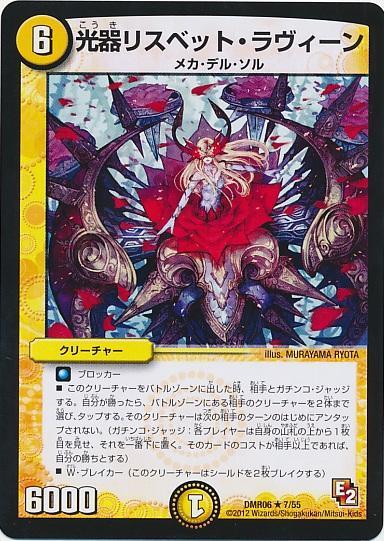 6
こうき
光器リスベット・ラヴィーン
メカ・デル・ソル
illus. MURAYAMA RYOTA
クリーチャー
ブロッカー
■ このクリーチャーをバトルゾーンに出した時、相手とガチンコ・ジャッジ
する。自分が勝ったら、バトルゾーンにある相手のクリーチャーを2体まで
選び、タップする。そのクリーチャーは次の相手のターンのはじめにアンタッ
プされない。(ガチンコ・ジャッジ:各プレイヤーは自身の山札の上から1枚
目を見せ、それを一番下に置く。そのカードのコストが相手以上であれば、
自分の勝ちとする)
■ W・ブレイカー (このクリーチャーはシールドを2枚ブレイクする)
6000
1
DMR06 ★ 7/55
©2012 Wizards/Shogakukan/Mitsui-Kids
E2